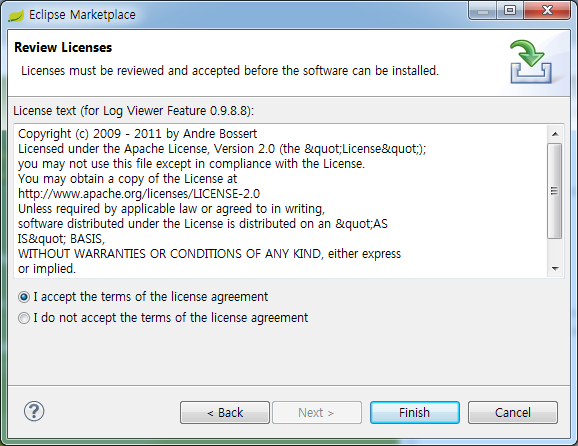 Eclipse Marketplace
Review Licenses
Licenses must be reviewed and accepted before the software can be installed.
License text (for Log Viewer Feature 0.9.8.8):
Copyright (c) 2009 - 2011 by Andre Bossert
Licensed under the Apache License, Version 2.0 (the &quot;License&quot;);
you may not use this file except in compliance with the License.
You may obtain a copy of the License at
http://www.apache.org/licenses/LICENSE-2.0
Unless required by applicable law or agreed to in writing,
software distributed under the License is distributed on an &quot;AS
IS&quot; BASIS,
WITHOUT WARRANTIES OR CONDITIONS OF ANY KIND, either express
or implied.
I accept the terms of the license agreement
I do not accept the terms of the license agreement
?
< Back
Next >
Finish
Cancel